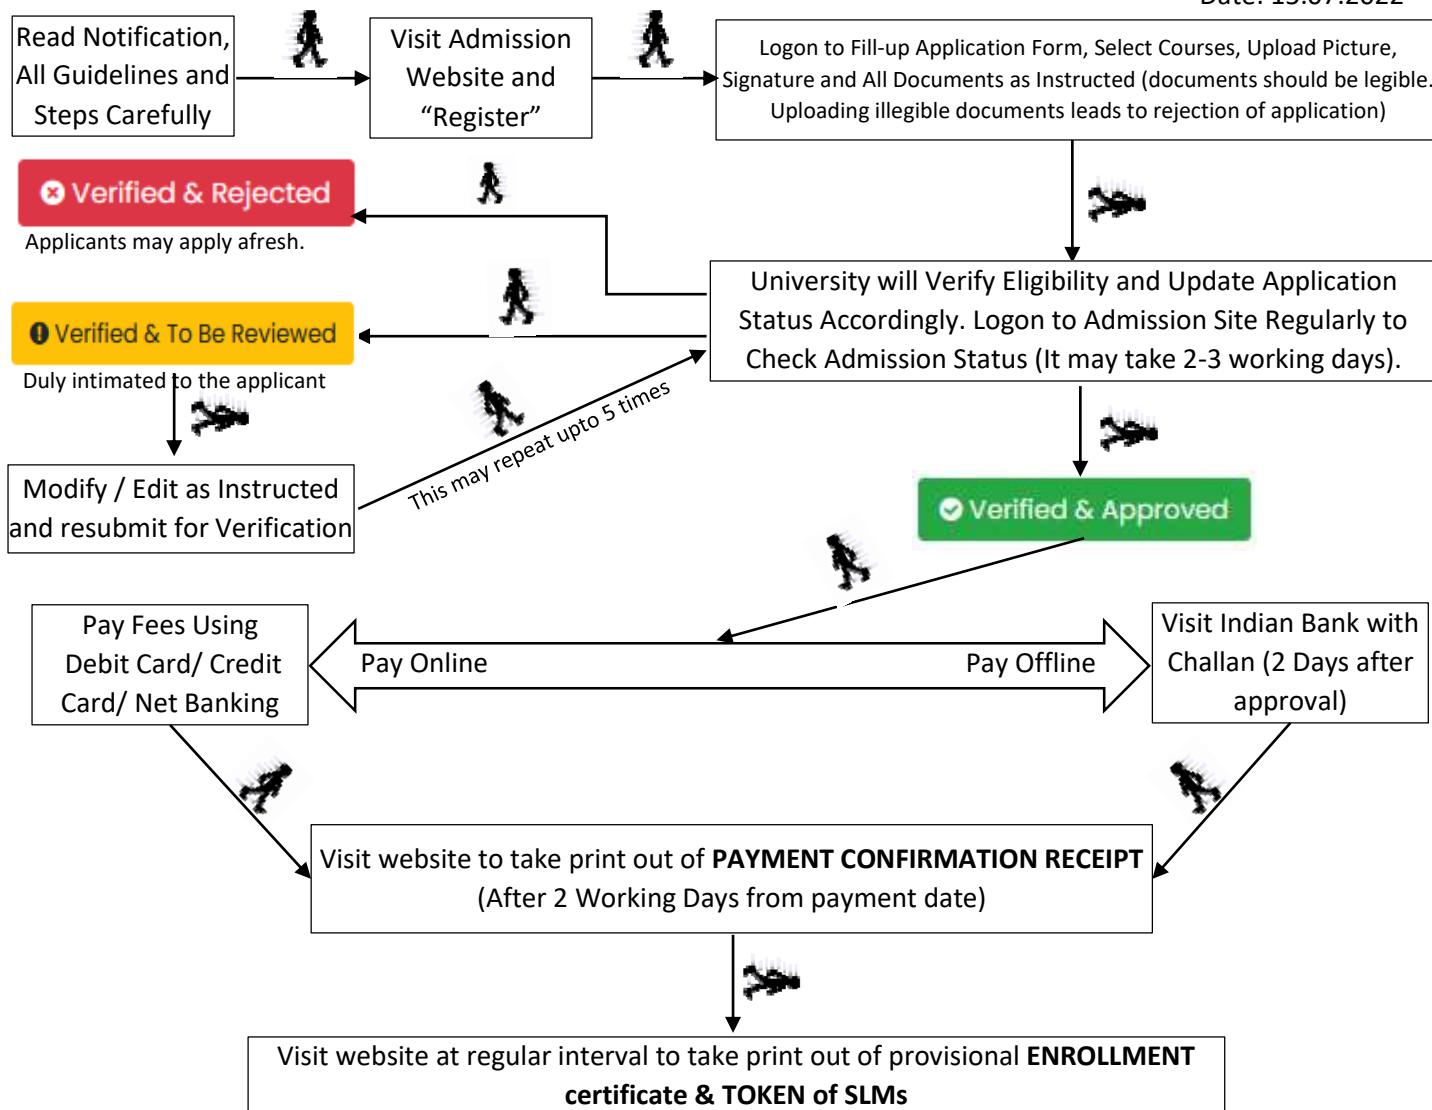 Date: 15.07.2022
Read Notification,
All Guidelines and
Steps Carefully
Visit Admission
Website and
“Register”
Logon to Fill-up Application Form, Select Courses, Upload Picture,
Signature and All Documents as Instructed (documents should be legible.
Uploading illegible documents leads to rejection of application)
Verified & Rejected
Applicants may apply afresh.
University will Verify Eligibility and Update Application
Status Accordingly. Logon to Admission Site Regularly to
Check Admission Status (It may take 2-3 working days).
Verified & To Be Reviewed
Duly intimated to the applicant
This may repeat upto 5 times
Modify / Edit as Instructed
and resubmit for Verification
Verified & Approved
Pay Fees Using
Debit Card/ Credit
Card/ Net Banking
Pay Online
Pay Offline
Visit Indian Bank with
Challan (2 Days after
approval)
Visit website to take print out of PAYMENT CONFIRMATION RECEIPT
(After 2 Working Days from payment date)
Visit website at regular interval to take print out of provisional ENROLLMENT
certificate & TOKEN of SLMs